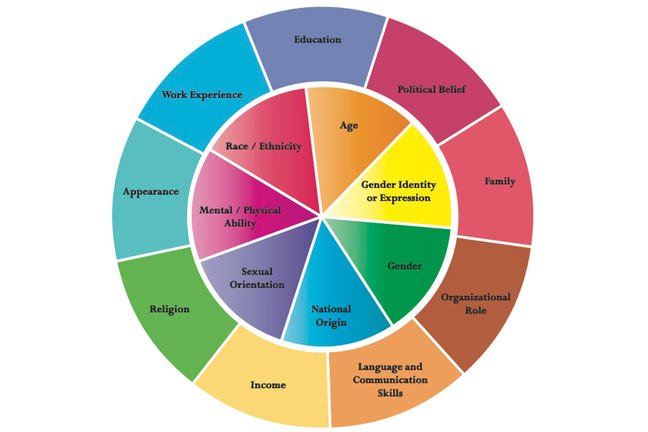 Education
Political Belief
Family
Organizational
Role
Language and
Communication
Skills
Income
Religion
Appearance
Work Experience
Age
Gender Identity
or Expression
Gender
National
Origin
Sexual
Orientation
Mental / Physical
Ability
Race / Ethnicity